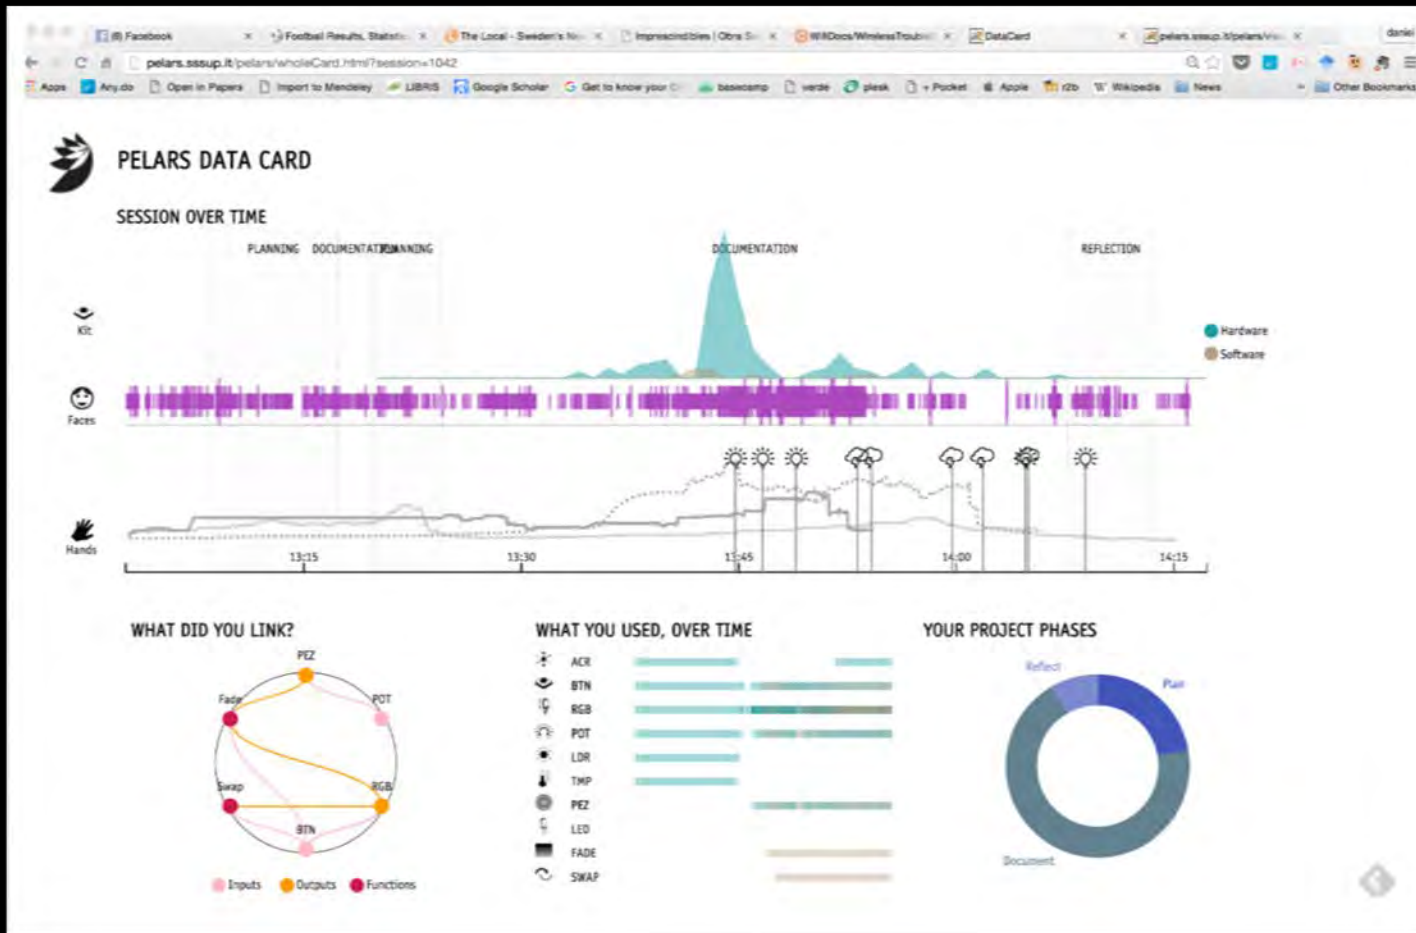 (6) Facebook
Football Results, Statistic
The Local - Sweden's Ne
Imprescindibles | Obra S
WifiDocs/WirelessTroubl
DataCard
pelars.sssup.it/pelars/vis
daniel
pelars.sssup.it/pelars/wholeCard.html?session=1042
Apps
Any.do
Open in Papers
Import to Mendeley
LIBRIS
Google Scholar
Get to know your C
basecamp
verde
plesk
+ Pocket
Apple
r2b
Wikipedia
News
»
Other Bookmarks
PELARS DATA CARD
SESSION OVER TIME
PLANNING
DOCUMENTATION
PLANNING
DOCUMENTATION
REFLECTION
Kit
Hardware
Software
Faces
Hands
13:15
13:30
13:45
14:00
14:15
WHAT DID YOU LINK?
PEZ
Fade
POT
Swap
RGB
BTN
Inputs
Outputs
Functions
WHAT YOU USED, OVER TIME
ACR
BTN
RGB
POT
LDR
TMP
PEZ
LED
FADE
SWAP
YOUR PROJECT PHASES
Reflect
Plan
Document